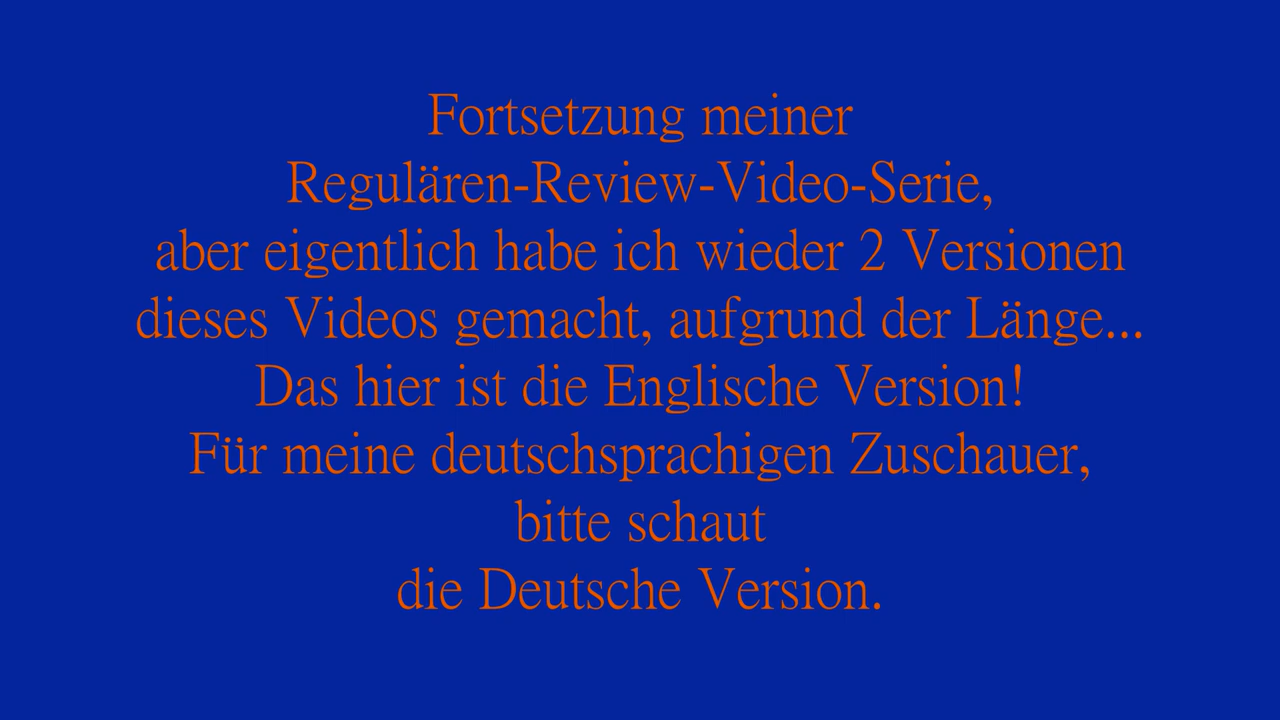 Fortsetzung meiner
Regulären-Review-Video-Serie,
aber eigentlich habe ich wieder 2 Versionen
dieses Videos gemacht, aufgrund der Länge...
Das hier ist die Englische Version!
Für meine deutschsprachigen Zuschauer,
bitte schaut
die Deutsche Version.